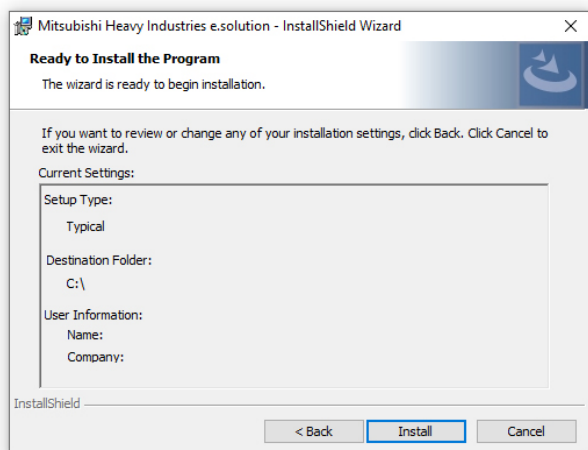 Mitsubishi Heavy Industries e.solution - InstallShield Wizard
Ready to Install the Program
The wizard is ready to begin installation.
If you want to review or change any of your installation settings, click Back. Click Cancel to
exit the wizard.
Current Settings:
Setup Type:
Typical
Destination Folder:
C:\
User Information:
Name:
Company:
InstallShield
< Back Install Cancel